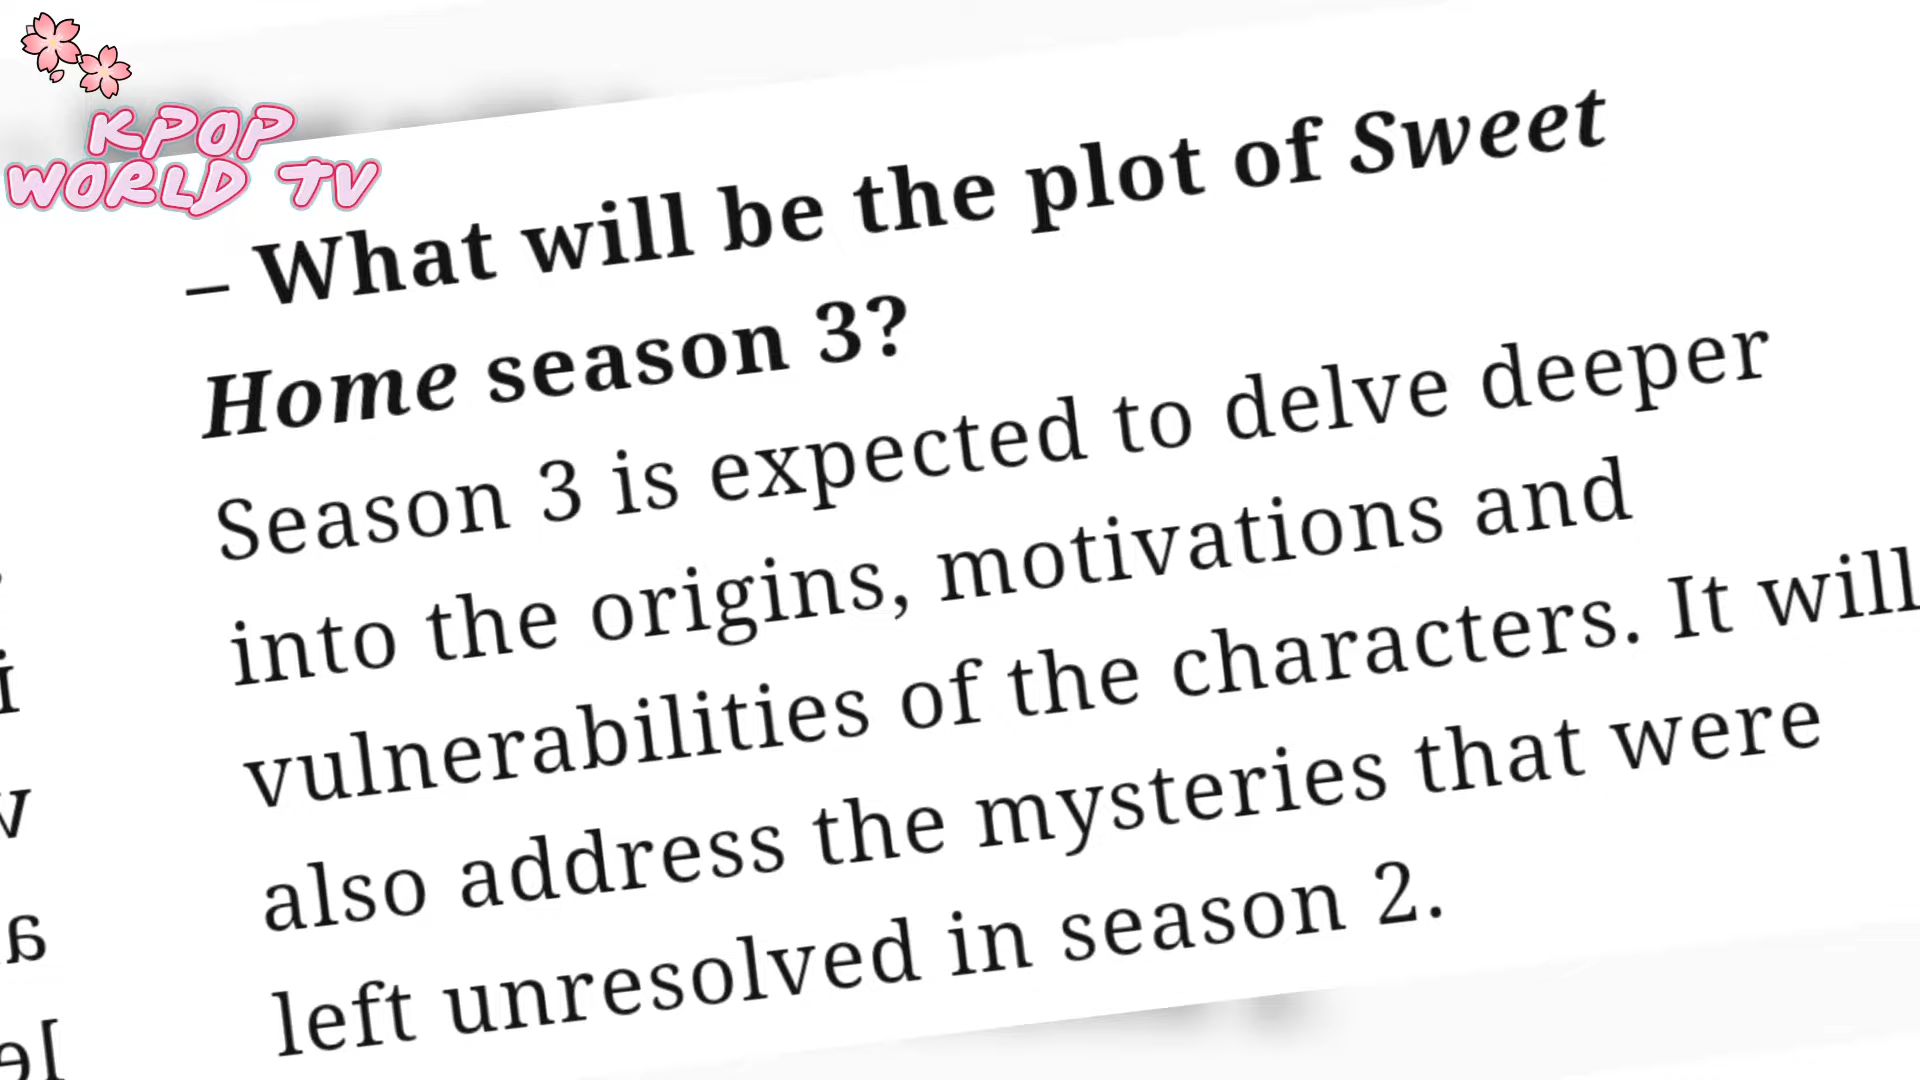 KPOP
WORLD TV
– What will be the plot of Sweet
Home season 3?
Season 3 is expected to delve deeper
into the origins, motivations and
vulnerabilities of the characters. It will
also address the mysteries that were
left unresolved in season 2.